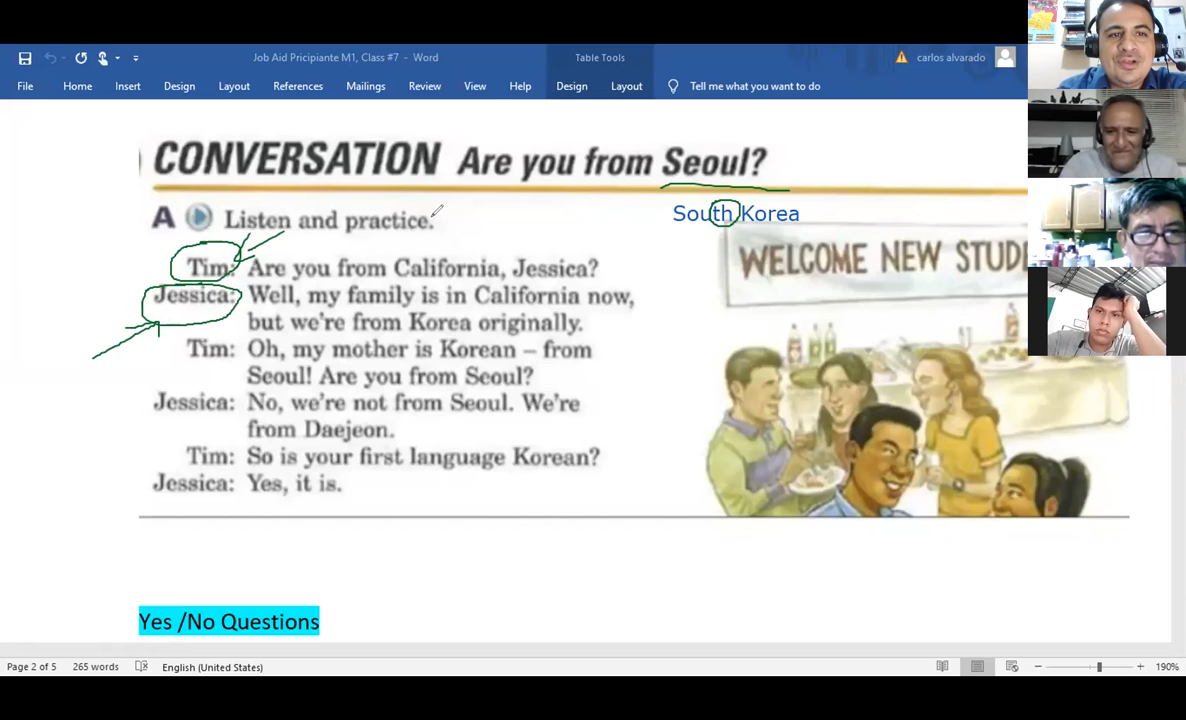 Job Aid Pricipiante M1, Class #7 - Word
Table Tools
carlos alvarado
File Home Insert Design Layout References Mailings Review View Help Design Layout Tell me what you want to do
CONVERSATION Are you from Seoul?
A Listen and practice.
South Korea
WELCOME NEW STUDE
Tim: Are you from California, Jessica?
Jessica: Well, my family is in California now,
but we're from Korea originally.
Tim: Oh, my mother is Korean – from
Seoul! Are you from Seoul?
Jessica: No, we're not from Seoul. We're
from Daejeon.
Tim: So is your first language Korean?
Jessica: Yes, it is.
Yes /No Questions
Page 2 of 5 265 words English (United States) 190%